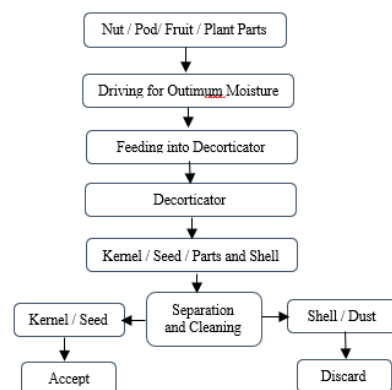 Nut / Pod/ Fruit / Plant Parts
Driving for Outimum Moisture
Feeding into Decorticator
Decorticator
Kernel / Seed / Parts and Shell
Separation
and Cleaning
Kernel / Seed
Shell / Dust
Accept
Discard